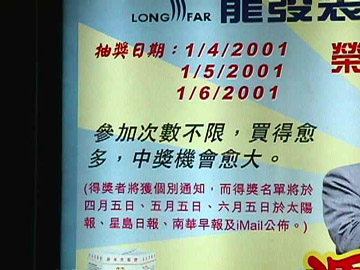 LONG FAR 龍發表
抽獎日期：1/4/2001
1/5/2001
1/6/2001
參加次數不限，買得愈
多，中獎機會愈大。
(得獎者將獲個別通知，而得獎名單將於
四月五日、五月五日、六月五日於太陽
報、星島日報、南華早報及iMail公佈。)